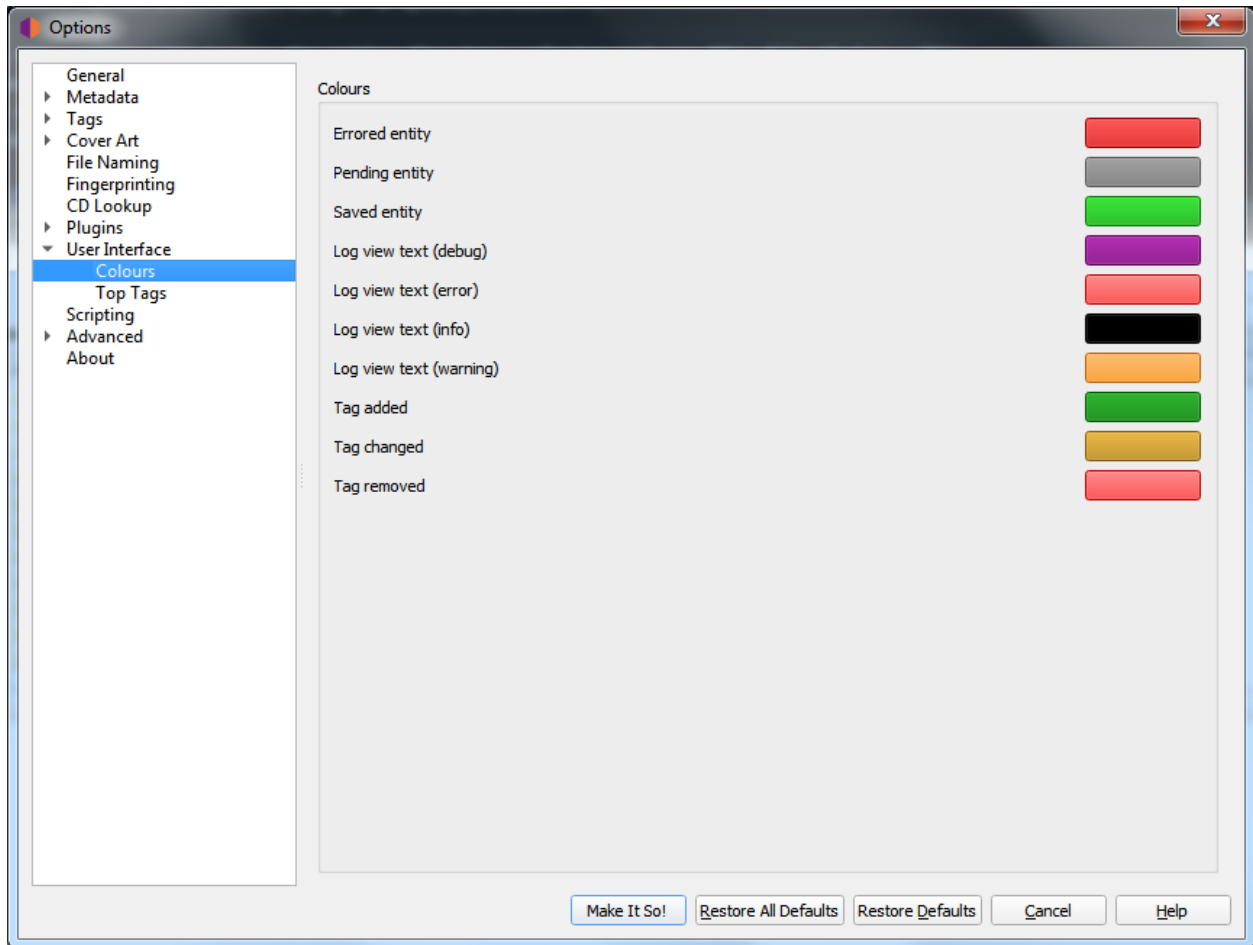 Options
General
Metadata
Tags
Cover Art
File Naming
Fingerprinting
CD Lookup
Plugins
User Interface
Colours
Top Tags
Scripting
Advanced
About
Colours
Errored entity
Pending entity
Saved entity
Log view text (debug)
Log view text (error)
Log view text (info)
Log view text (warning)
Tag added
Tag changed
Tag removed
Make It So! Restore All Defaults Restore Defaults Cancel Help